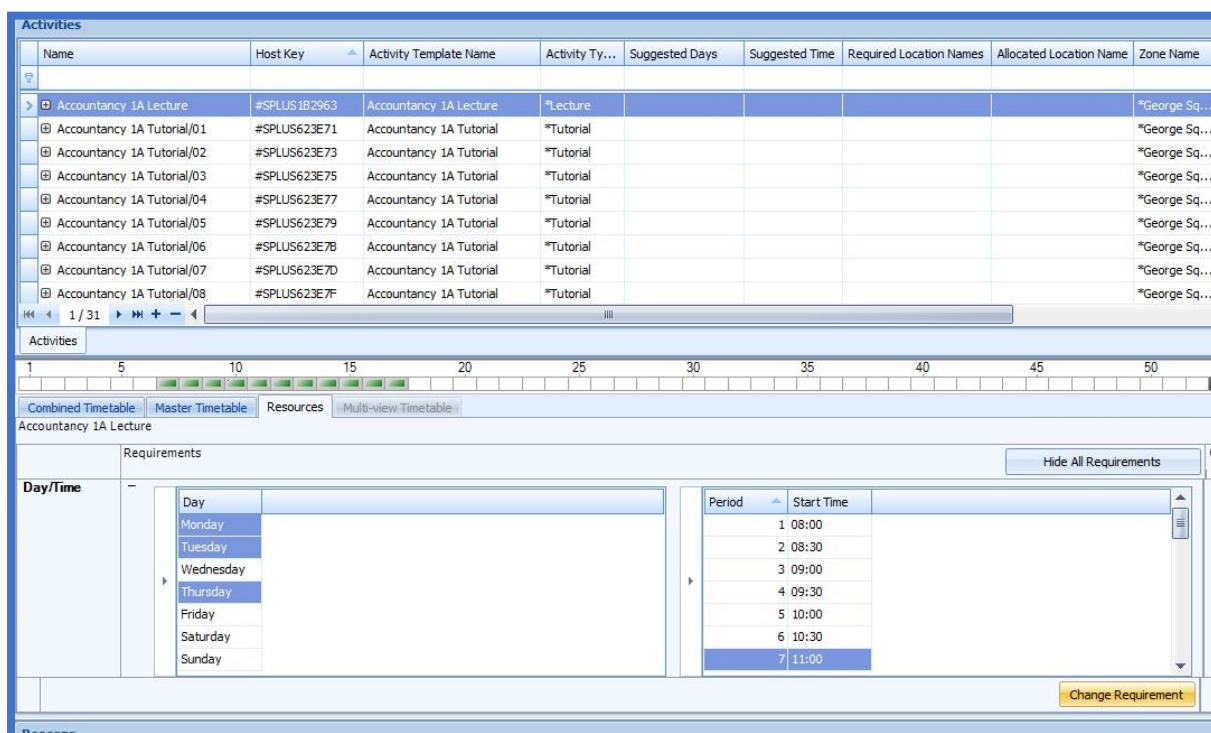 Activities
Name Host Key Activity Template Name Activity Ty... Suggested Days Suggested Time Required Location Names Allocated Location Name Zone Name
Accountancy 1A Lecture #SPLUS1B2963 Accountancy 1A Lecture *Lecture *George Sq...
Accountancy 1A Tutorial/01 #SPLUS623E71 Accountancy 1A Tutorial *Tutorial *George Sq...
Accountancy 1A Tutorial/02 #SPLUS623E73 Accountancy 1A Tutorial *Tutorial *George Sq...
Accountancy 1A Tutorial/03 #SPLUS623E75 Accountancy 1A Tutorial *Tutorial *George Sq...
Accountancy 1A Tutorial/04 #SPLUS623E77 Accountancy 1A Tutorial *Tutorial *George Sq...
Accountancy 1A Tutorial/05 #SPLUS623E79 Accountancy 1A Tutorial *Tutorial *George Sq...
Accountancy 1A Tutorial/06 #SPLUS623E7B Accountancy 1A Tutorial *Tutorial *George Sq...
Accountancy 1A Tutorial/07 #SPLUS623E7D Accountancy 1A Tutorial *Tutorial *George Sq...
Accountancy 1A Tutorial/08 #SPLUS623E7F Accountancy 1A Tutorial *Tutorial *George Sq...
1 / 31
Activities
1 5 10 15 20 25 30 35 40 45 50
Combined Timetable Master Timetable Resources Multi-view Timetable
Accountancy 1A Lecture
Requirements Hide All Requirements
Day/Time
Day Period Start Time
Monday 1 08:00
Tuesday 2 08:30
Wednesday 3 09:00
Thursday 4 09:30
Friday 5 10:00
Saturday 6 10:30
Sunday 7 11:00
Change Requirement